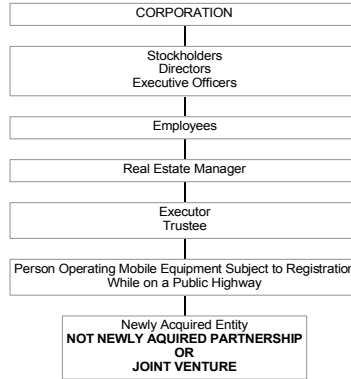 CORPORATION
Stockholders
Directors
Executive Officers
Employees
Real Estate Manager
Executor
Trustee
Person Operating Mobile Equipment Subject to Registration
While on a Public Highway
Newly Acquired Entity
NOT NEWLY AQUIRED PARTNERSHIP
OR
JOINT VENTURE